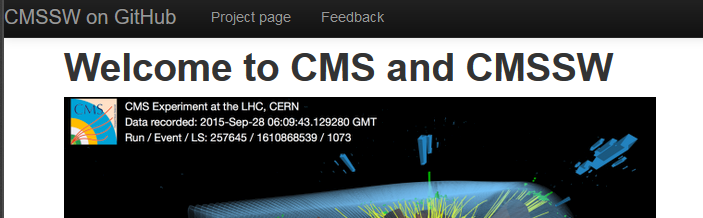 CMSSW on GitHub Project page Feedback
Welcome to CMS and CMSSW
CMS
CMS Experiment at the LHC, CERN
Data recorded: 2015-Sep-28 06:09:43.129280 GMT
Run / Event / LS: 257645 / 1610868539 / 1073